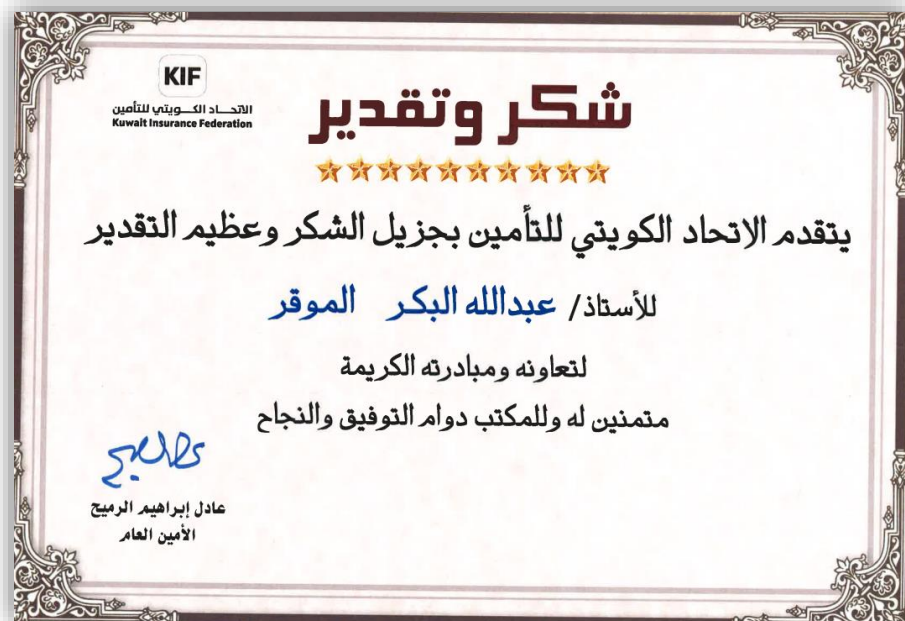 KIF
الاتحاد الكويتي للتأمين
Kuwait Insurance Federation
شكر وتقدير
يتقدم الاتحاد الكويتي للتأمين بجزيل الشكر وعظيم التقدير
للأستاذ/ عبدالله البكر الموقر
لتعاونه ومبادرته الكريمة
متمنين له وللمكتب دوام التوفيق والنجاح
عادل إبراهيم الرميح
الأمين العام